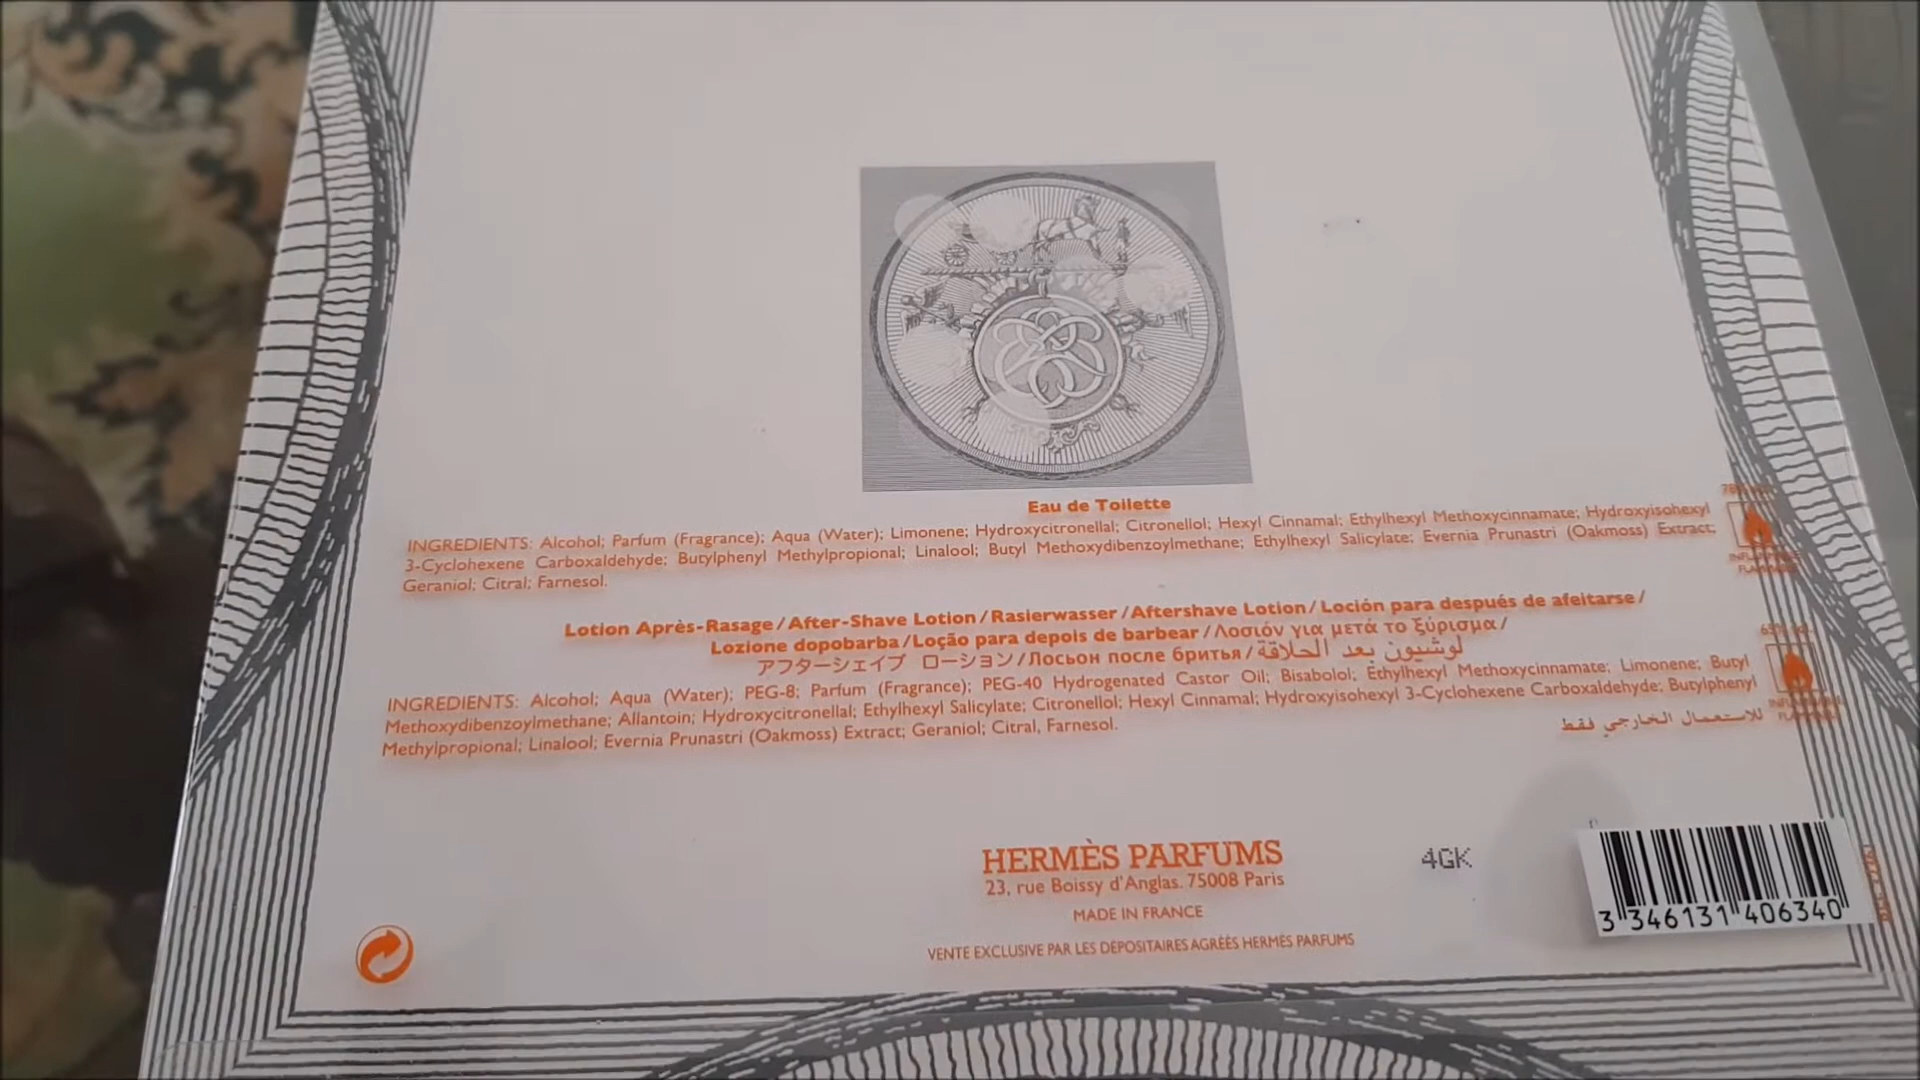 Eau de Toilette
INGREDIENTS: Alcohol; Parfum (Fragrance); Aqua (Water); Limonene; Hydroxycitronellal; Citronellol; Hexyl Cinnamal; Ethylhexyl Methoxycinnamate; Hydroxyisohexyl
3-Cyclohexene Carboxaldehyde; Butylphenyl Methylpropional; Linalool; Butyl Methoxydibenzoylmethane; Ethylhexyl Salicylate; Evernia Prunastri (Oakmoss) Extract;
Geraniol; Citral; Farnesol.
Lotion Après-Rasage/After-Shave Lotion/Rasierwasser/Aftershave Lotion/Loción para después de afeitarse/
Lozione dopobarba/Loção para depois de barbear/Λοσιόν για μετά το ξύρισμα/
アフターシェイブ ローション/Лосьон после бритья/لوشيون بعد الحلاقة
INGREDIENTS: Alcohol; Aqua (Water); PEG-8; Parfum (Fragrance); PEG-40 Hydrogenated Castor Oil; Bisabolol; Ethylhexyl Methoxycinnamate; Limonene; Butyl
Methoxydibenzoylmethane; Allantoin; Hydroxycitronellal; Ethylhexyl Salicylate; Citronellol; Hexyl Cinnamal; Hydroxyisohexyl 3-Cyclohexene Carboxaldehyde; Butylphenyl
Methylpropional; Linalool; Evernia Prunastri (Oakmoss) Extract; Geraniol; Citral, Farnesol.
للاستعمال الخارجي فقط
HERMÈS PARFUMS
23, rue Boissy d'Anglas. 75008 Paris
MADE IN FRANCE
VENTE EXCLUSIVE PAR LES DÉPOSITAIRES AGRÉÉS HERMÈS PARFUMS
4GK
3 346131 406340